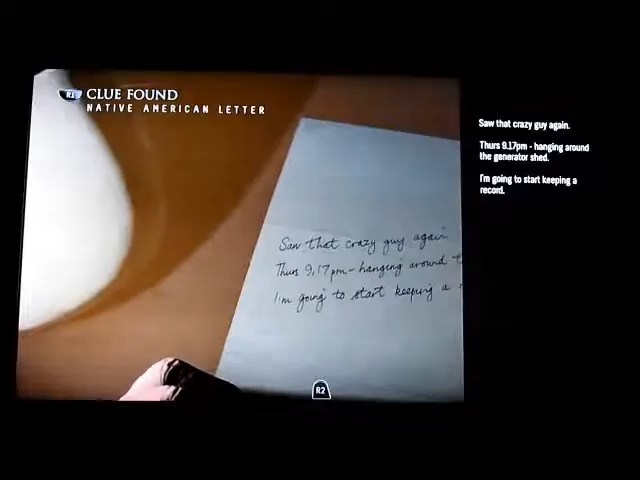 R1 CLUE FOUND
NATIVE AMERICAN LETTER
Saw that crazy guy again.
Thurs 9.17pm - hanging around
the generator shed.
I'm going to start keeping a
record.
Saw that crazy guy again
Thurs 9,17pm - hanging around t
I'm going to start keeping a
R2